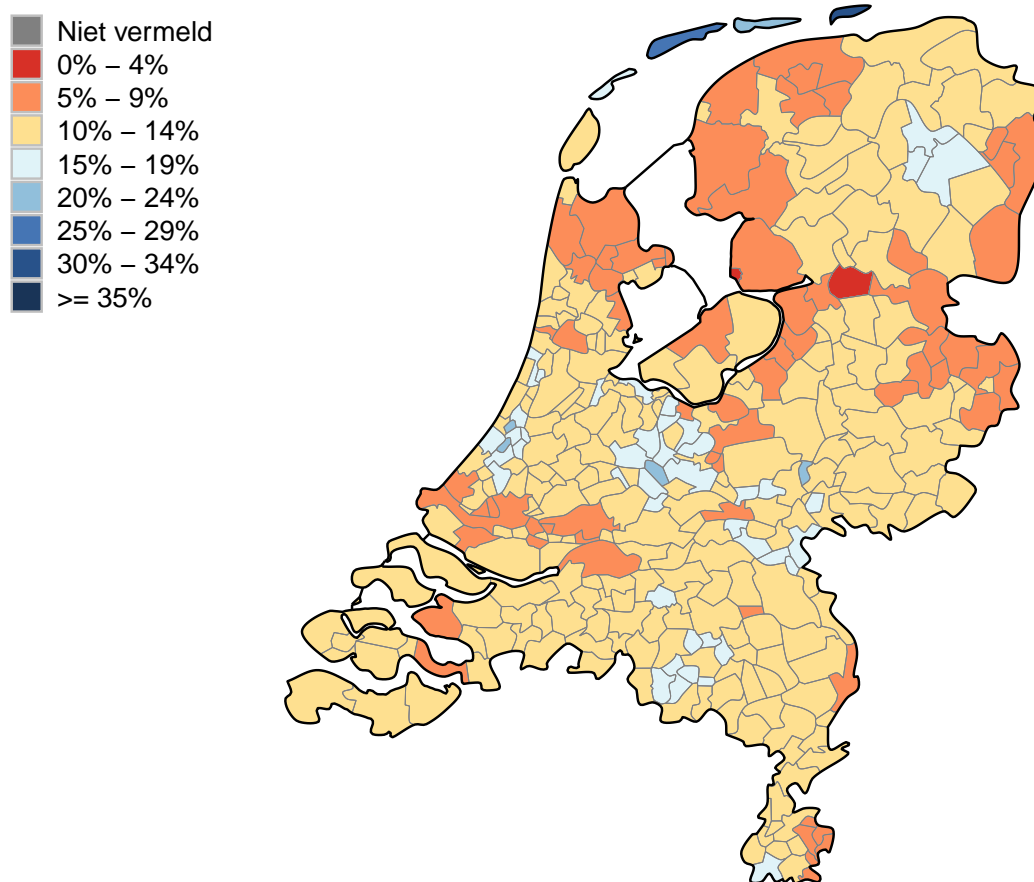 Niet vermeld
0% – 4%
5% – 9%
10% – 14%
15% – 19%
20% – 24%
25% – 29%
30% – 34%
>= 35%